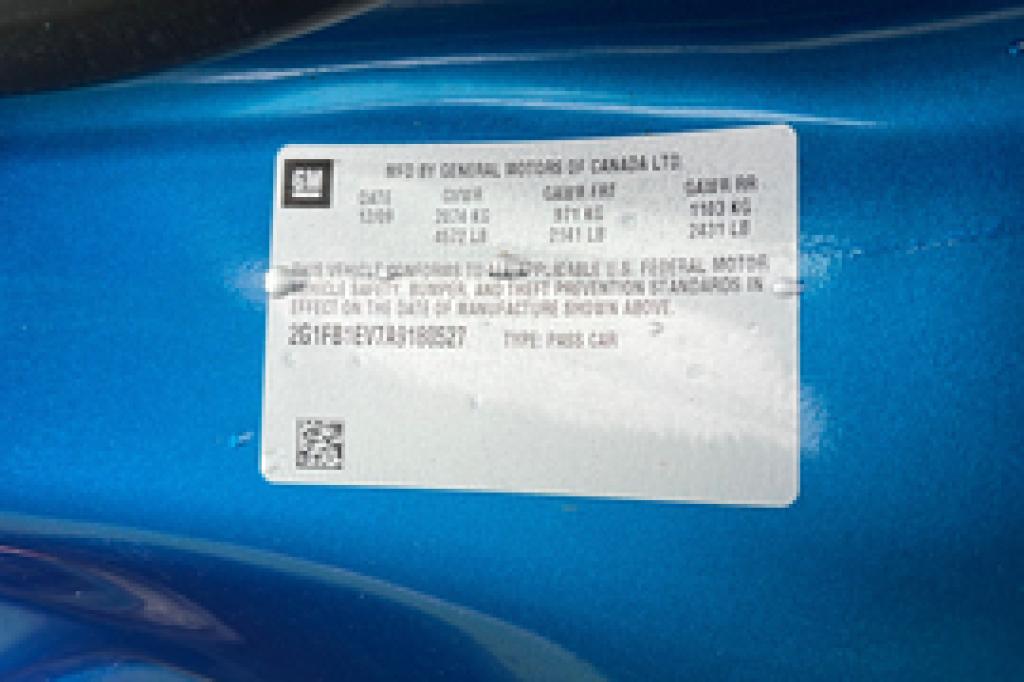 GM
MFD BY GENERAL MOTORS OF CANADA LTD
DATE GVWR GAWR FRT GAWR RR
12/09 2074 KG 971 KG 1103 KG
4572 LB 2141 LB 2431 LB
VEHICLE CONFORMS TO ALL APPLICABLE U.S. FEDERAL MOTOR
VEHICLE SAFETY, BUMPER, AND THEFT PREVENTION STANDARDS IN
EFFECT ON THE DATE OF MANUFACTURE SHOWN ABOVE.
2G1FB1EV7A9180527 TYPE: PASS CAR